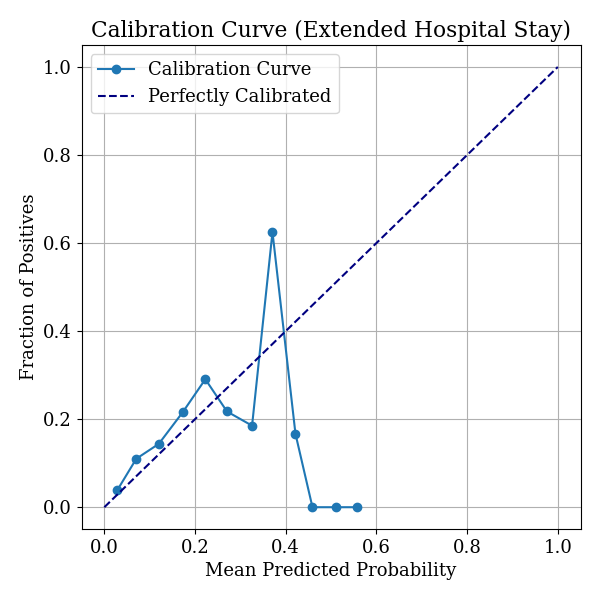 Calibration Curve (Extended Hospital Stay)
Calibration Curve
Perfectly Calibrated
Fraction of Positives
1.0
0.8
0.6
0.4
0.2
0.0
0.0 0.2 0.4 0.6 0.8 1.0
Mean Predicted Probability